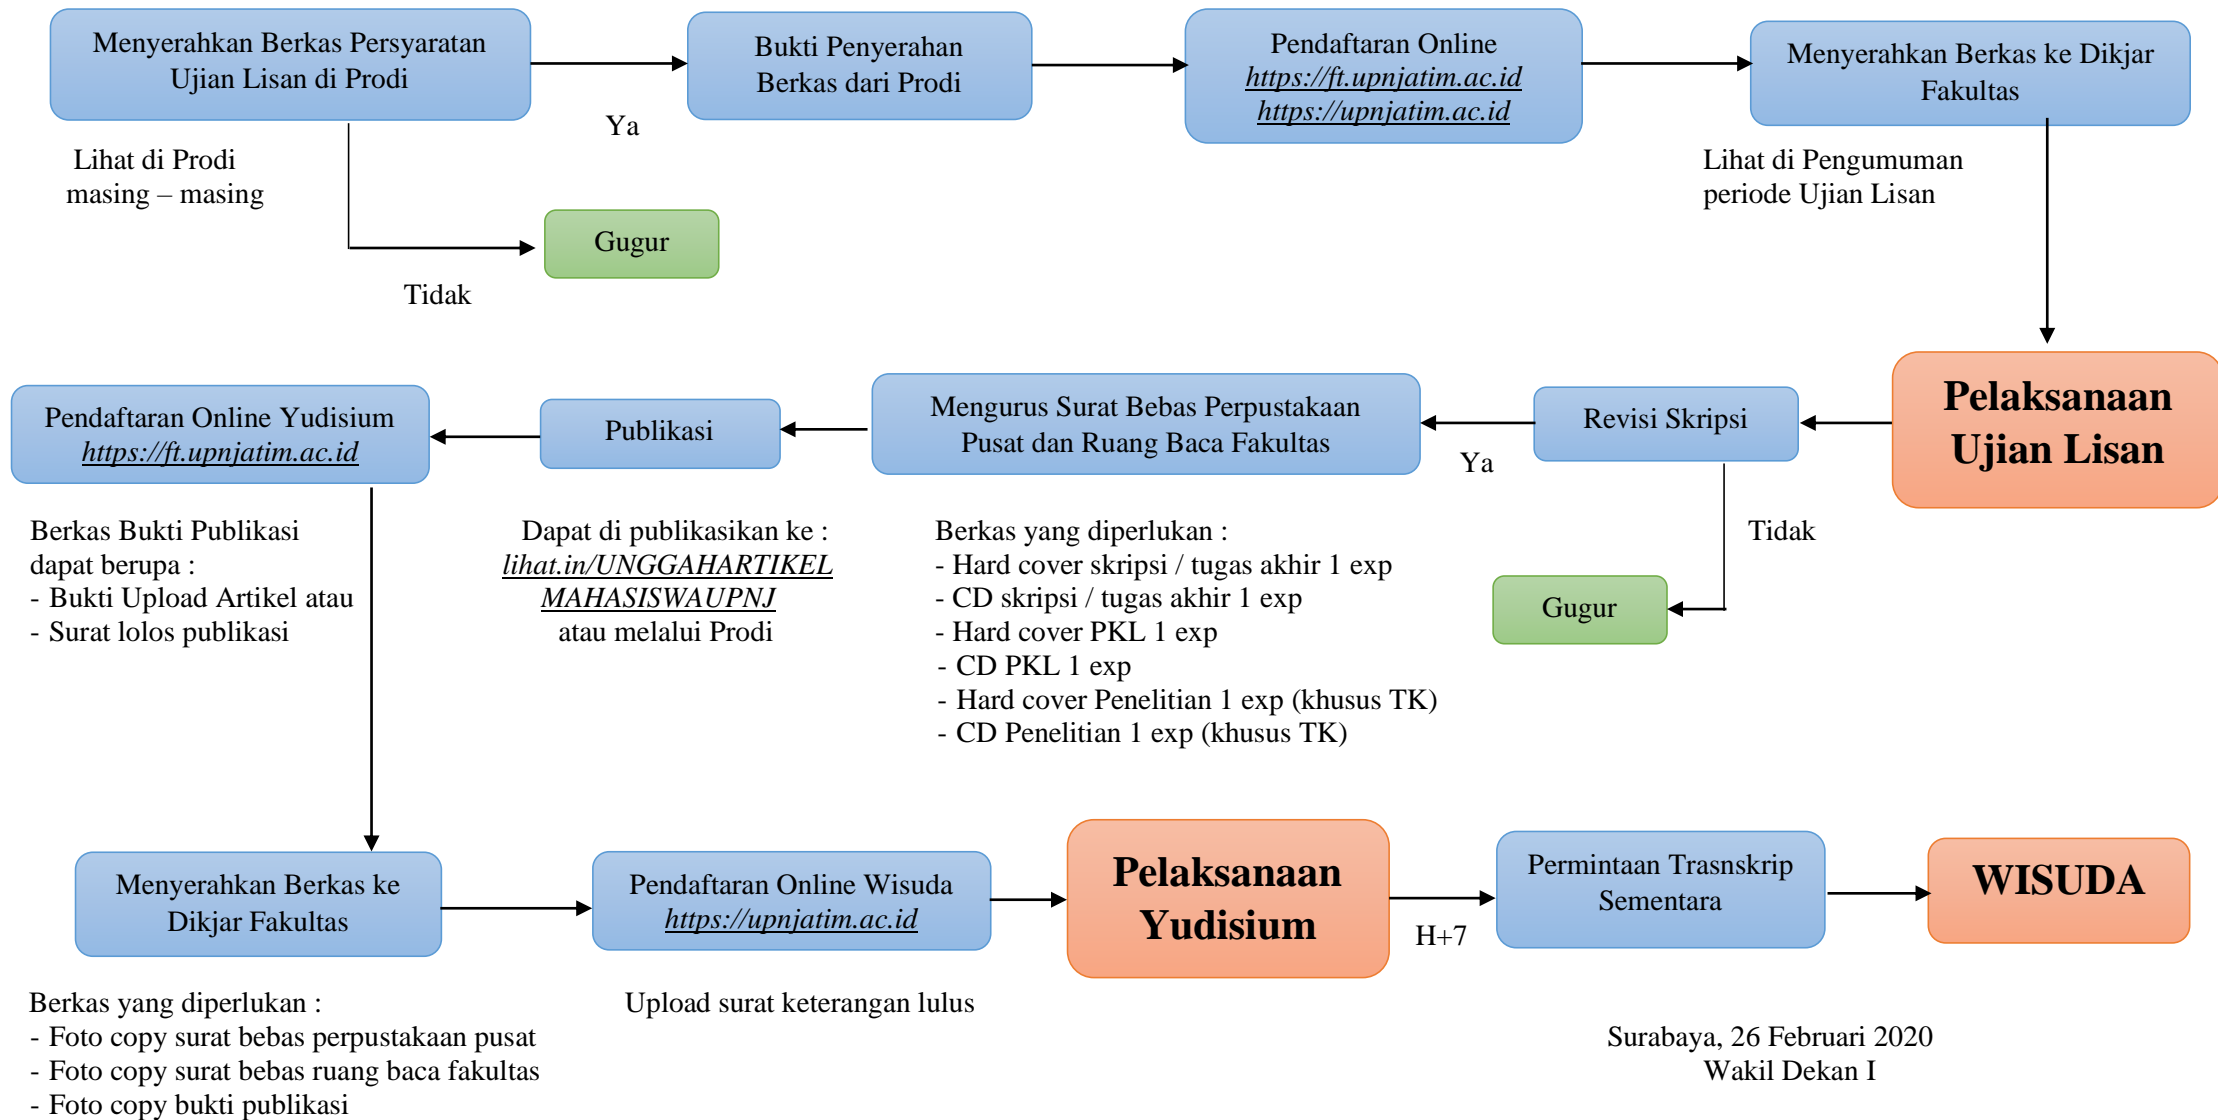 Menyerahkan Berkas Persyaratan
Ujian Lisan di Prodi
Ya
Bukti Penyerahan
Berkas dari Prodi
Pendaftaran Online
https://ft.upnjatim.ac.id
https://upnjatim.ac.id
Menyerahkan Berkas ke Dikjar
Fakultas
Lihat di Prodi
masing – masing
Gugur
Tidak
Lihat di Pengumuman
periode Ujian Lisan
Pelaksanaan
Ujian Lisan
Revisi Skripsi
Ya
Tidak
Gugur
Mengurus Surat Bebas Perpustakaan
Pusat dan Ruang Baca Fakultas
Berkas yang diperlukan :
- Hard cover skripsi / tugas akhir 1 exp
- CD skripsi / tugas akhir 1 exp
- Hard cover PKL 1 exp
- CD PKL 1 exp
- Hard cover Penelitian 1 exp (khusus TK)
- CD Penelitian 1 exp (khusus TK)
Publikasi
Dapat di publikasikan ke :
lihat.in/UNGGAHARTIKEL
MAHASISWAUPNJ
atau melalui Prodi
Pendaftaran Online Yudisium
https://ft.upnjatim.ac.id
Berkas Bukti Publikasi
dapat berupa :
- Bukti Upload Artikel atau
- Surat lolos publikasi
Menyerahkan Berkas ke
Dikjar Fakultas
Berkas yang diperlukan :
- Foto copy surat bebas perpustakaan pusat
- Foto copy surat bebas ruang baca fakultas
- Foto copy bukti publikasi
Pendaftaran Online Wisuda
https://upnjatim.ac.id
Upload surat keterangan lulus
Pelaksanaan
Yudisium
H+7
Permintaan Trasnskrip
Sementara
WISUDA
Surabaya, 26 Februari 2020
Wakil Dekan I